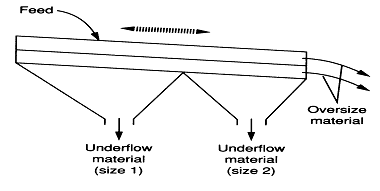 Feed
Oversize
material
Underflow
material
(size 1)
Underflow
material
(size 2)